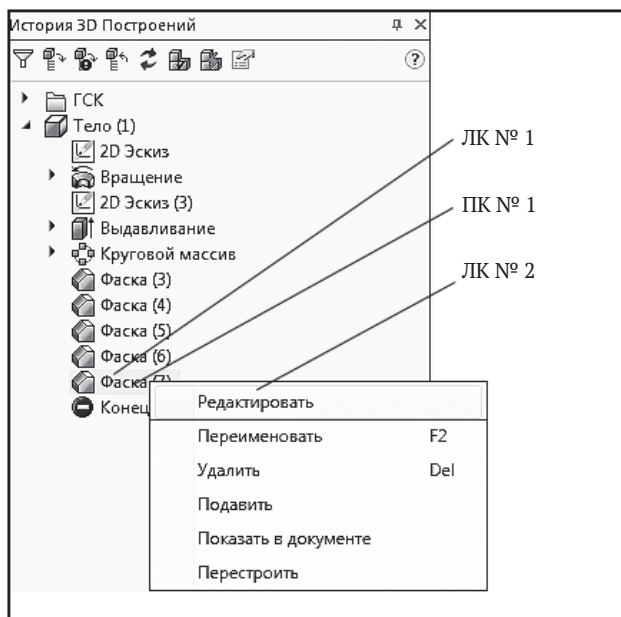 История 3D Построений
ГСК
Тело (1)
2D Эскиз
ЛК № 1
Вращение
2D Эскиз (3)
ПК № 1
Выдавливание
Круговой массив
ЛК № 2
Фаска (3)
Фаска (4)
Фаска (5)
Фаска (6)
Фаска (7)
Конец
Редактировать
Переименовать F2
Удалить Del
Подавить
Показать в документе
Перестроить